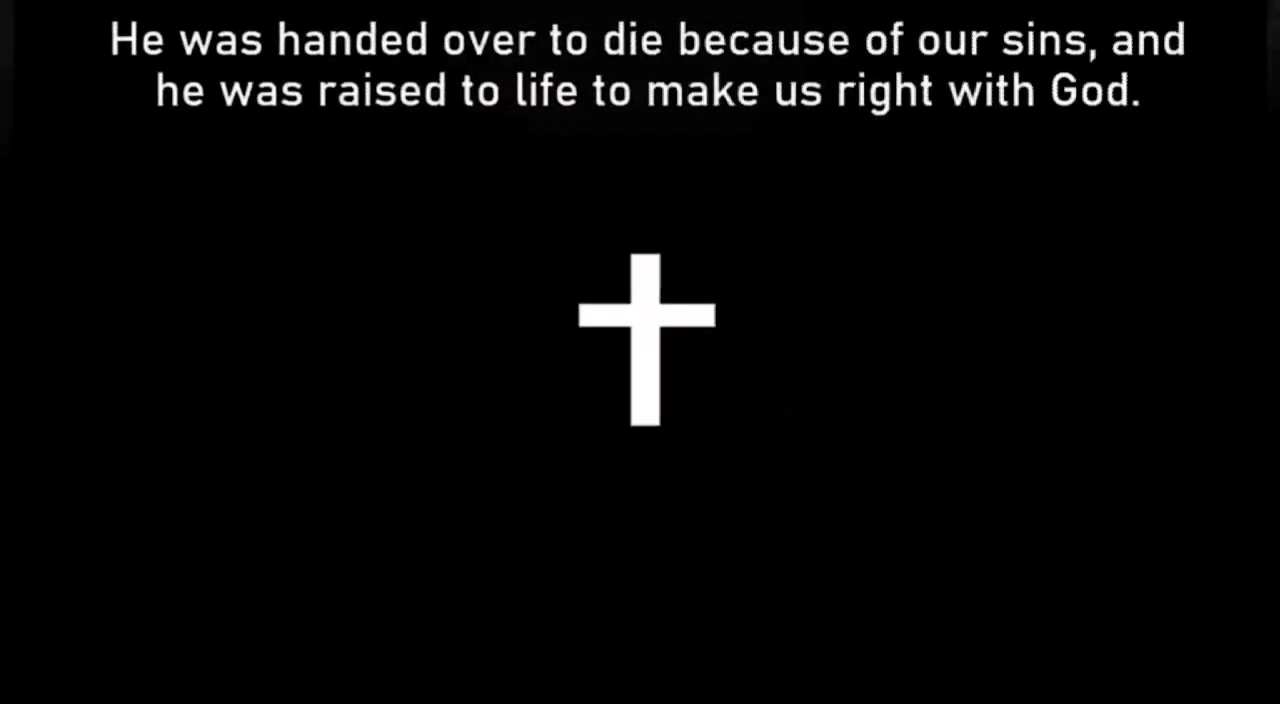 He was handed over to die because of our sins, and
he was raised to life to make us right with God.